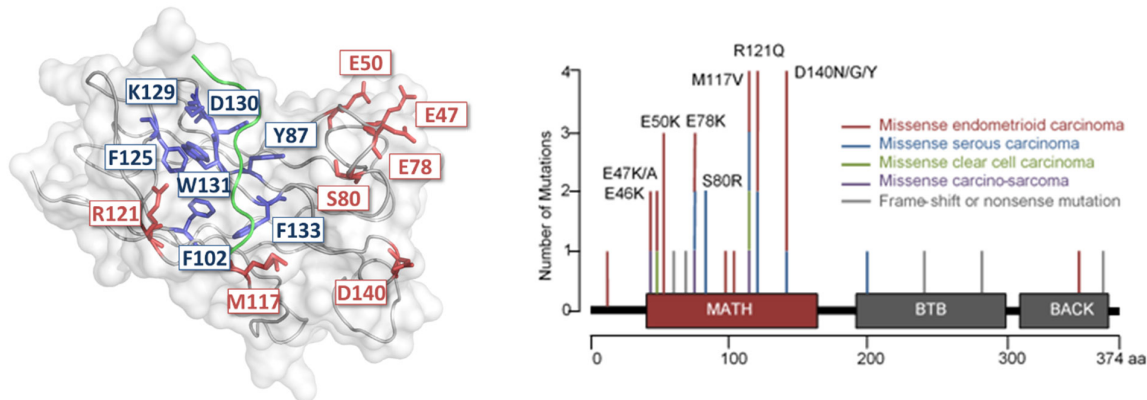 E50
K129
D130
E47
Y87
F125
E78
W131
S80
R121
F133
F102
M117
D140
R121Q
M117V
D140N/G/Y
E50K
E78K
E47K/A
S80R
E46K
Number of Mutations
4
3
2
1
0
Missense endometrioid carcinoma
Missense serous carcinoma
Missense clear cell carcinoma
Missense carcino-sarcoma
Frame-shift or nonsense mutation
MATH
BTB
BACK
0
100
200
300
374 aa